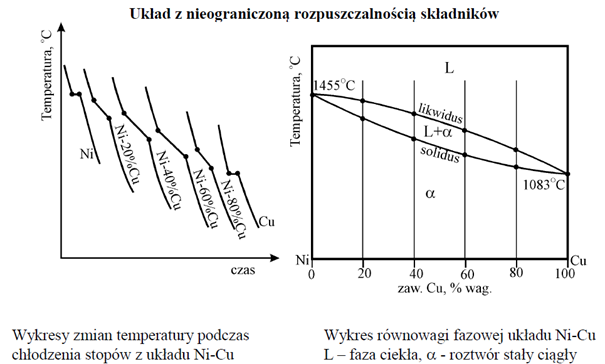 Układ z nieograniczoną rozpuszczalnością składników
Temperatura, °C
Ni
Ni-20%Cu
Ni-40%Cu
Ni-60%Cu
Ni-80%Cu
Cu
czas
Temperatura, °C
L
1455°C
likwidus
L+α
solidus
1083°C
α
Ni
Cu
0 20 40 60 80 100
zaw. Cu, % wag.
Wykresy zmian temperatury podczas
chłodzenia stopów z układu Ni-Cu
Wykres równowagi fazowej układu Ni-Cu
L – faza ciekła, α - roztwór stały ciągły